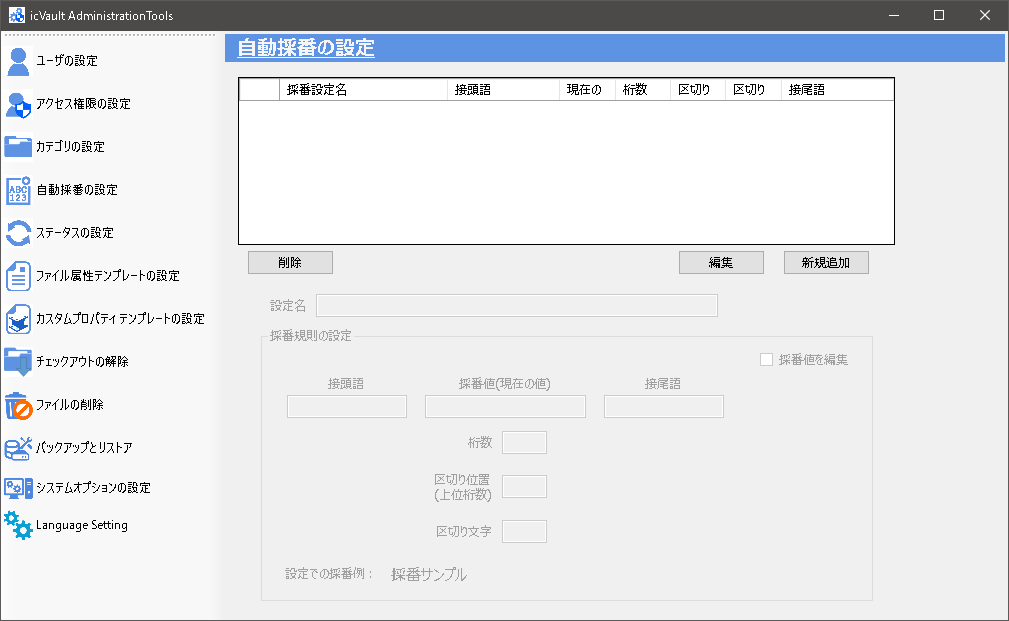 icVault AdministrationTools
ユーザの設定
アクセス権限の設定
カテゴリの設定
自動採番の設定
ステータスの設定
ファイル属性テンプレートの設定
カスタムプロパティテンプレートの設定
チェックアウトの解除
ファイルの削除
バックアップとリストア
システムオプションの設定
Language Setting
自動採番の設定
採番設定名 接頭語 現在の 桁数 区切り 区切り 接尾語
削除 編集 新規追加
設定名
採番規則の設定
採番値を編集
接頭語 採番値(現在の値) 接尾語
桁数
区切り位置
(上位桁数)
区切り文字
設定での採番例： 採番サンプル
ABC
123